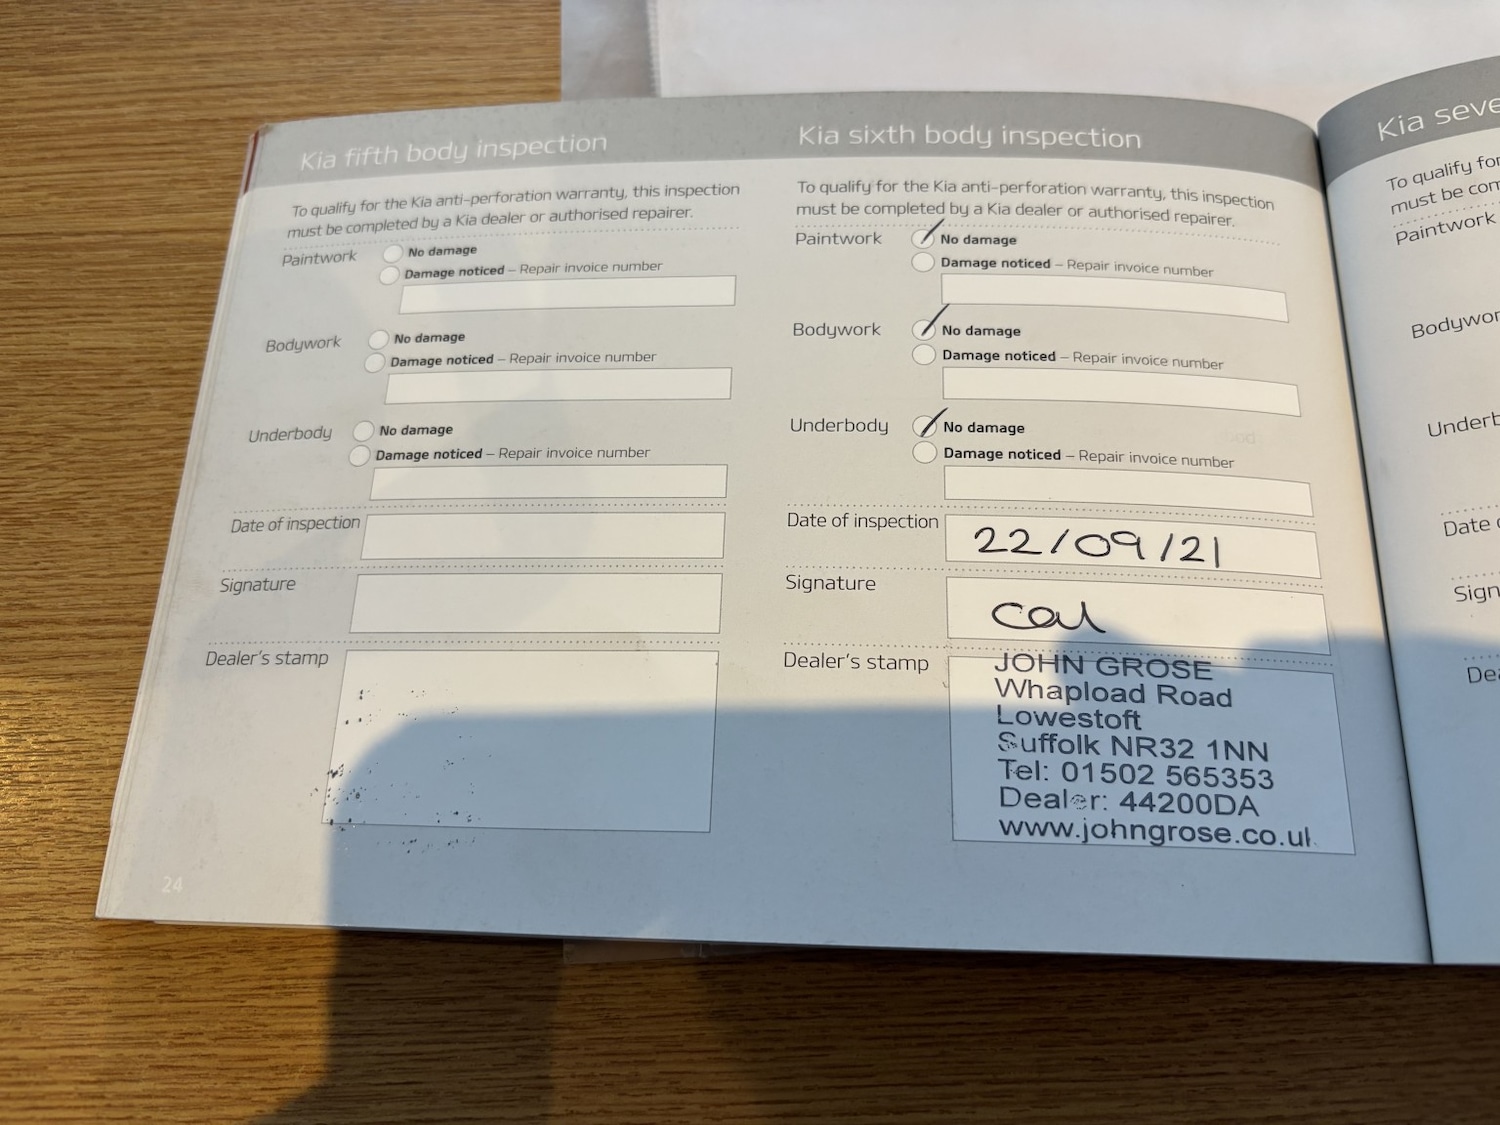 Kia fifth body inspection
To qualify for the Kia anti-perforation warranty, this inspection
must be completed by a Kia dealer or authorised repairer.
Paintwork
No damage
Damage noticed – Repair invoice number
Bodywork
No damage
Damage noticed – Repair invoice number
Underbody
No damage
Damage noticed – Repair invoice number
Date of inspection
Signature
Dealer's stamp
24
Kia sixth body inspection
To qualify for the Kia anti-perforation warranty, this inspection
must be completed by a Kia dealer or authorised repairer.
Paintwork
No damage
Damage noticed – Repair invoice number
Bodywork
No damage
Damage noticed – Repair invoice number
Underbody
No damage
Damage noticed – Repair invoice number
Date of inspection 22/09/21
Signature
Dealer's stamp
JOHN GROSE
Whapload Road
Lowestoft
Suffolk NR32 1NN
Tel: 01502 565353
Dealer: 44200DA
www.johngrose.co.uk
Kia seve
To qualify for
must be com
Paintwork
Bodywor
Underb
Date o
Sign
Dea